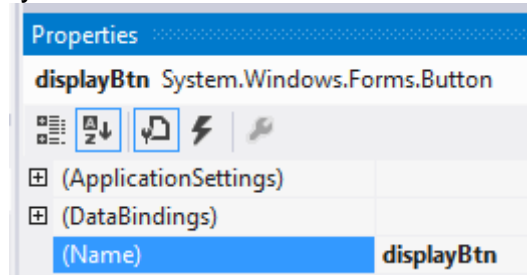 Properties
displayBtn System.Windows.Forms.Button
A
Z
(ApplicationSettings)
(DataBindings)
(Name) displayBtn